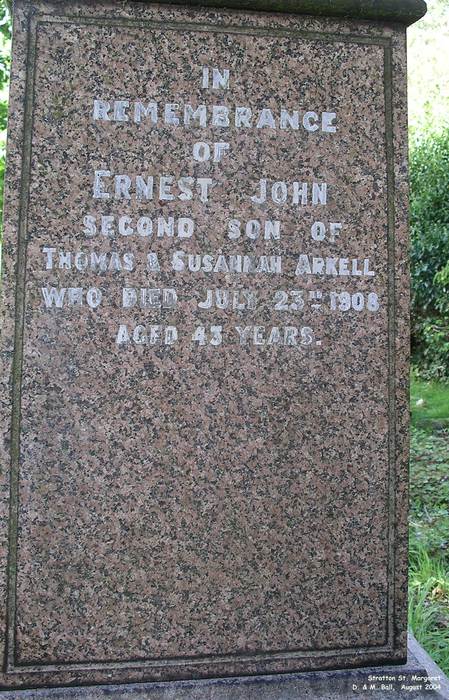 IN
REMEMBRANCE
OF
ERNEST JOHN
SECOND SON OF
THOMAS & SUSANNAH ARKELL
WHO DIED JULY 23RD 1908
AGED 43 YEARS.
Stratton St. Margaret
D. & M. Ball, August 2004